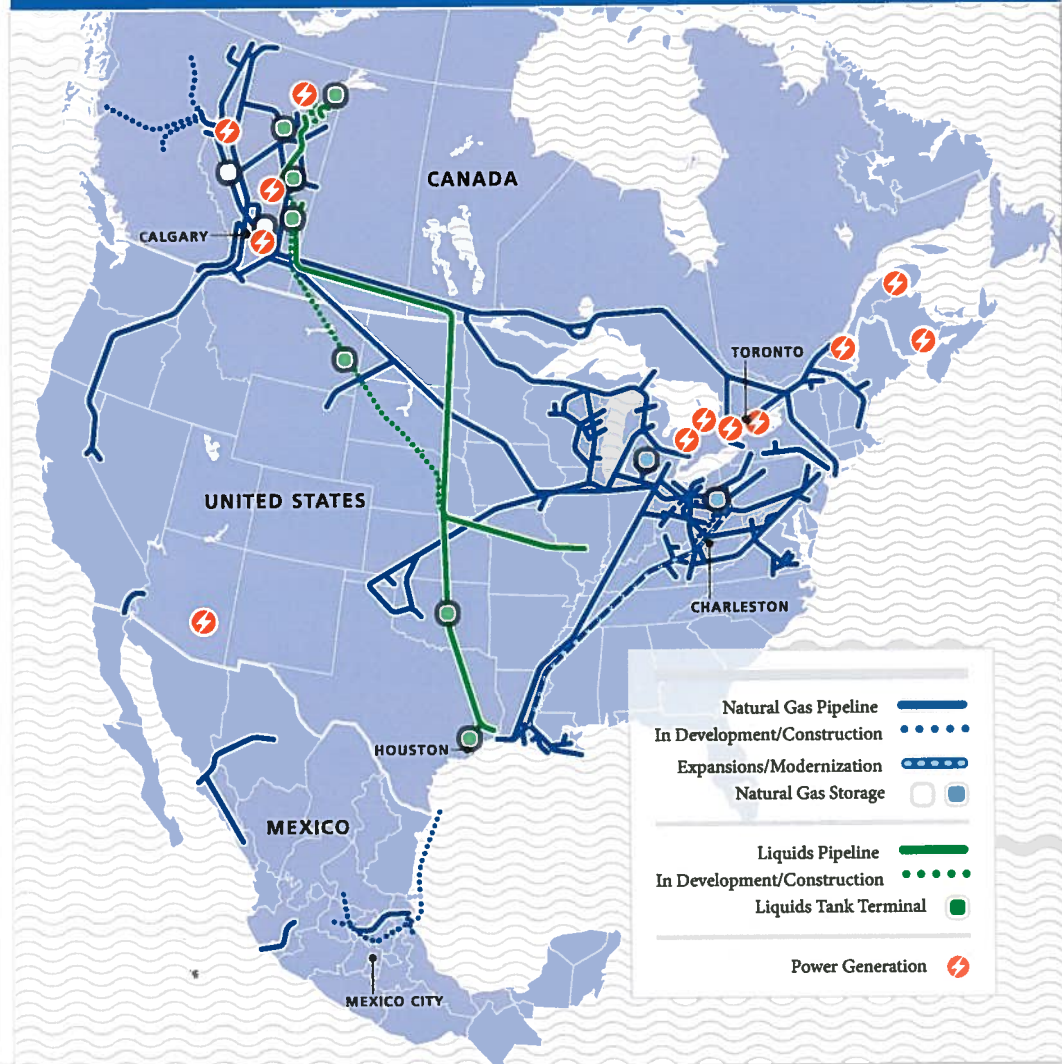 CANADA
CALGARY
TORONTO
UNITED STATES
CHARLESTON
HOUSTON
MEXICO
MEXICO CITY
Natural Gas Pipeline
In Development/Construction
Expansions/Modernization
Natural Gas Storage
Liquids Pipeline
In Development/Construction
Liquids Tank Terminal
Power Generation